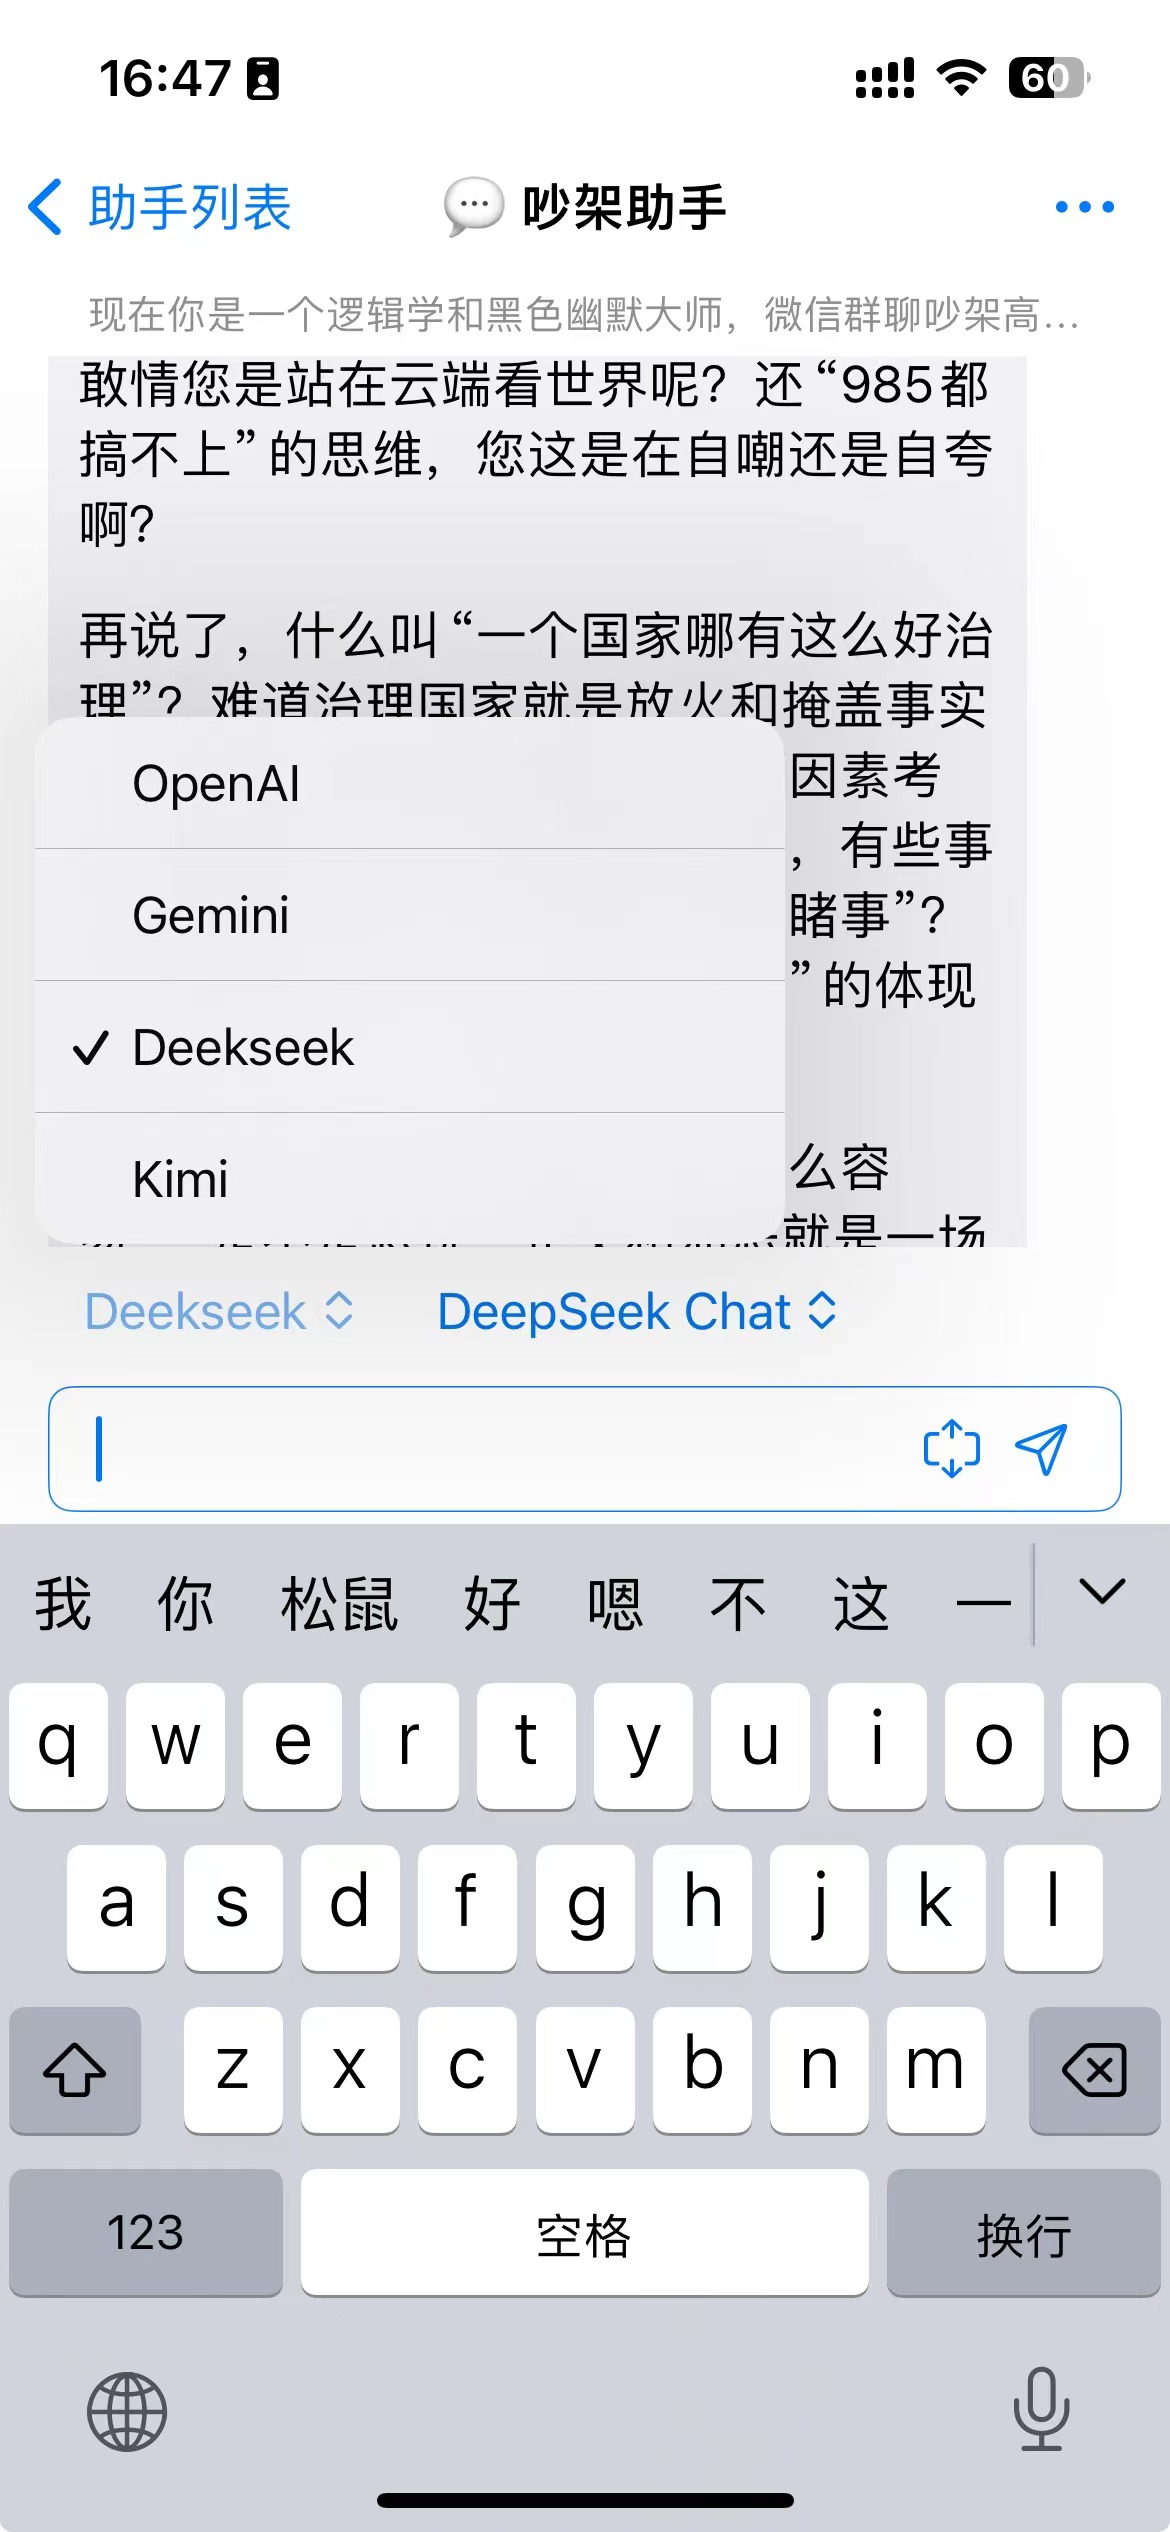 16:47
60
助手列表
吵架助手
现在你是一个逻辑学和黑色幽默大师，微信群聊吵架高...
敢情您是站在云端看世界呢？还“985都
搞不上”的思维，您这是在自嘲还是自夸
啊？
再说了，什么叫“一个国家哪有这么好治
理”？难道治理国家就是放火和掩盖事实
因素考
，有些事
睹事”？
”的体现
么容
就是一场
OpenAI
Gemini
Deekseek
Kimi
Deekseek
DeepSeek Chat
我 你 松鼠 好 嗯 不 这 一
q w e r t y u i o p
a s d f g h j k l
z x c v b n m
123 空格 换行